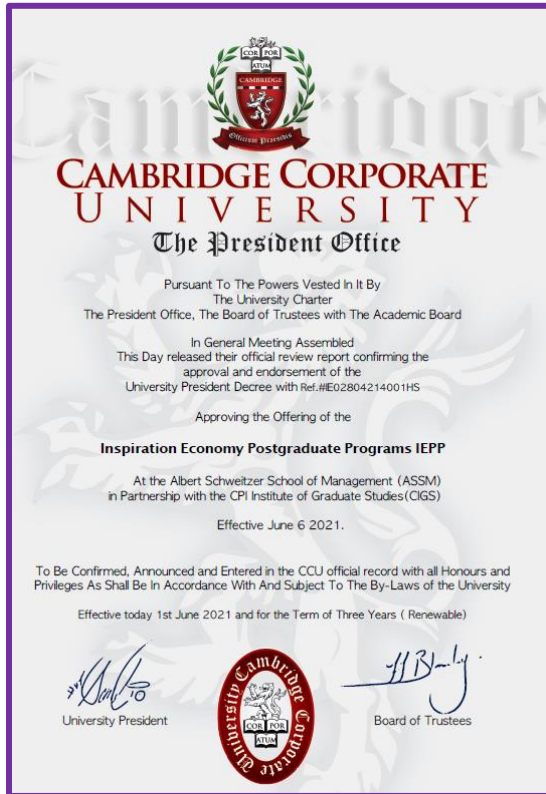 Cambridge
COR POR
ATUM
CAMBRIDGE
Officium Praesidis
CAMBRIDGE CORPORATE
UNIVERSITY
The President Office
Pursuant To The Powers Vested In It By
The University Charter
The President Office, The Board of Trustees with The Academic Board
In General Meeting Assembled
This Day released their official review report confirming the
approval and endorsement of the
University President Decree with Ref.#IE02804214001HS
Approving the Offering of the
Inspiration Economy Postgraduate Programs IEPP
At the Albert Schweitzer School of Management (ASSM)
in Partnership with the CPI Institute of Graduate Studies(CIGS)
Effective June 6 2021.
To Be Confirmed, Announced and Entered in the CCU official record with all Honours and
Privileges As Shall Be In Accordance With And Subject To The By-Laws of the University
Effective today 1st June 2021 and for the Term of Three Years ( Renewable)
University President
Cambridge Corporate University
COR POR
ATUM
Board of Trustees